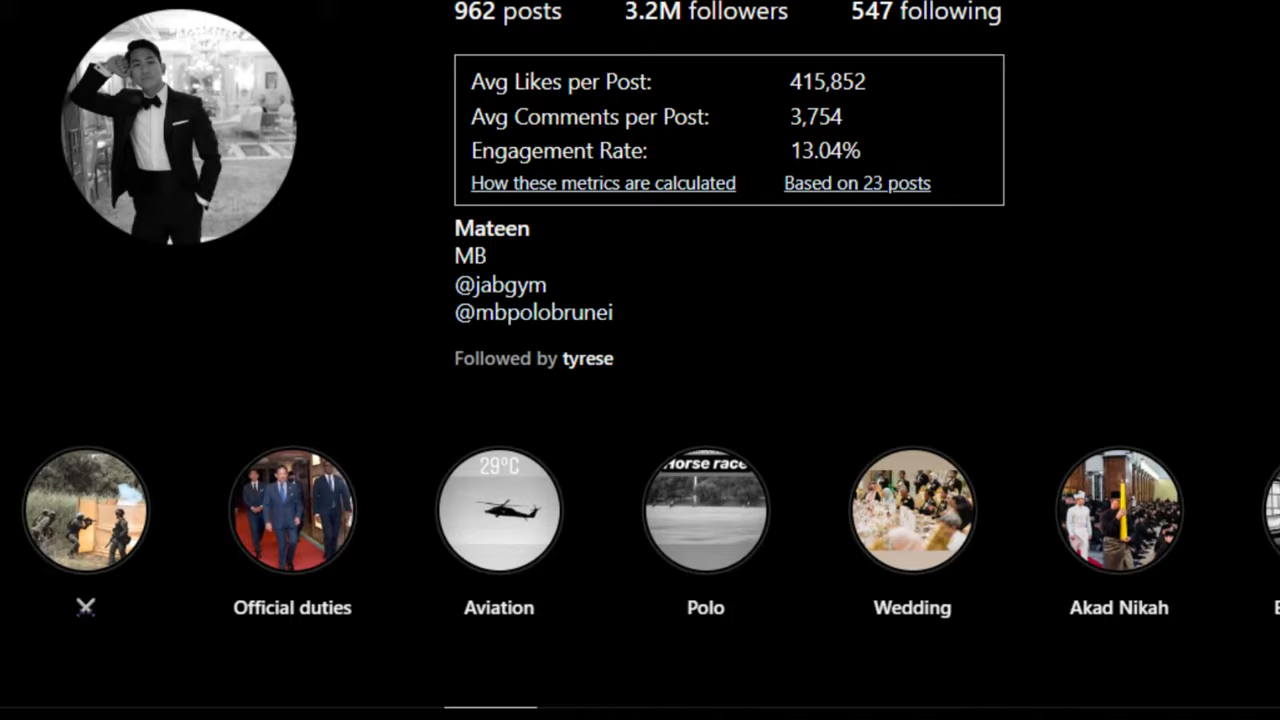 962 posts 3.2M followers 547 following
Avg Likes per Post: 415,852
Avg Comments per Post: 3,754
Engagement Rate: 13.04%
How these metrics are calculated Based on 23 posts
Mateen
MB
@jabgym
@mbpolobrunei
Followed by tyrese
29°C
Horse race
Official duties
Aviation
Polo
Wedding
Akad Nikah